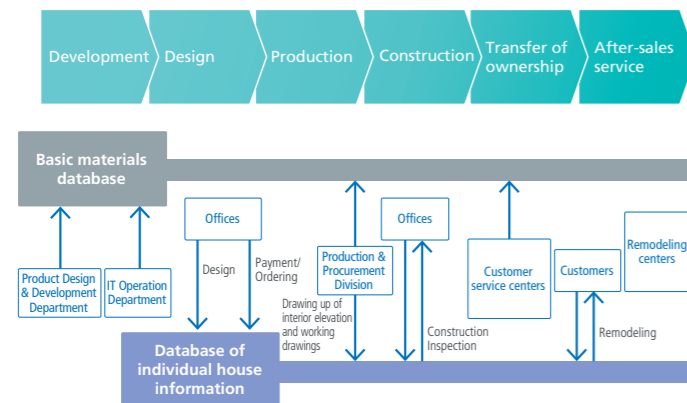 Development
Design
Production
Construction
Transfer of
ownership
After-sales
service
Basic materials
database
Offices
Offices
Design
Payment/
Ordering
Product Design
& Development
Department
IT Operation
Department
Production &
Procurement
Division
Drawing up of
interior elevation
and working
drawings
Construction
Inspection
Customer
service centers
Customers
Remodeling
centers
Remodeling
Database of
individual house
information